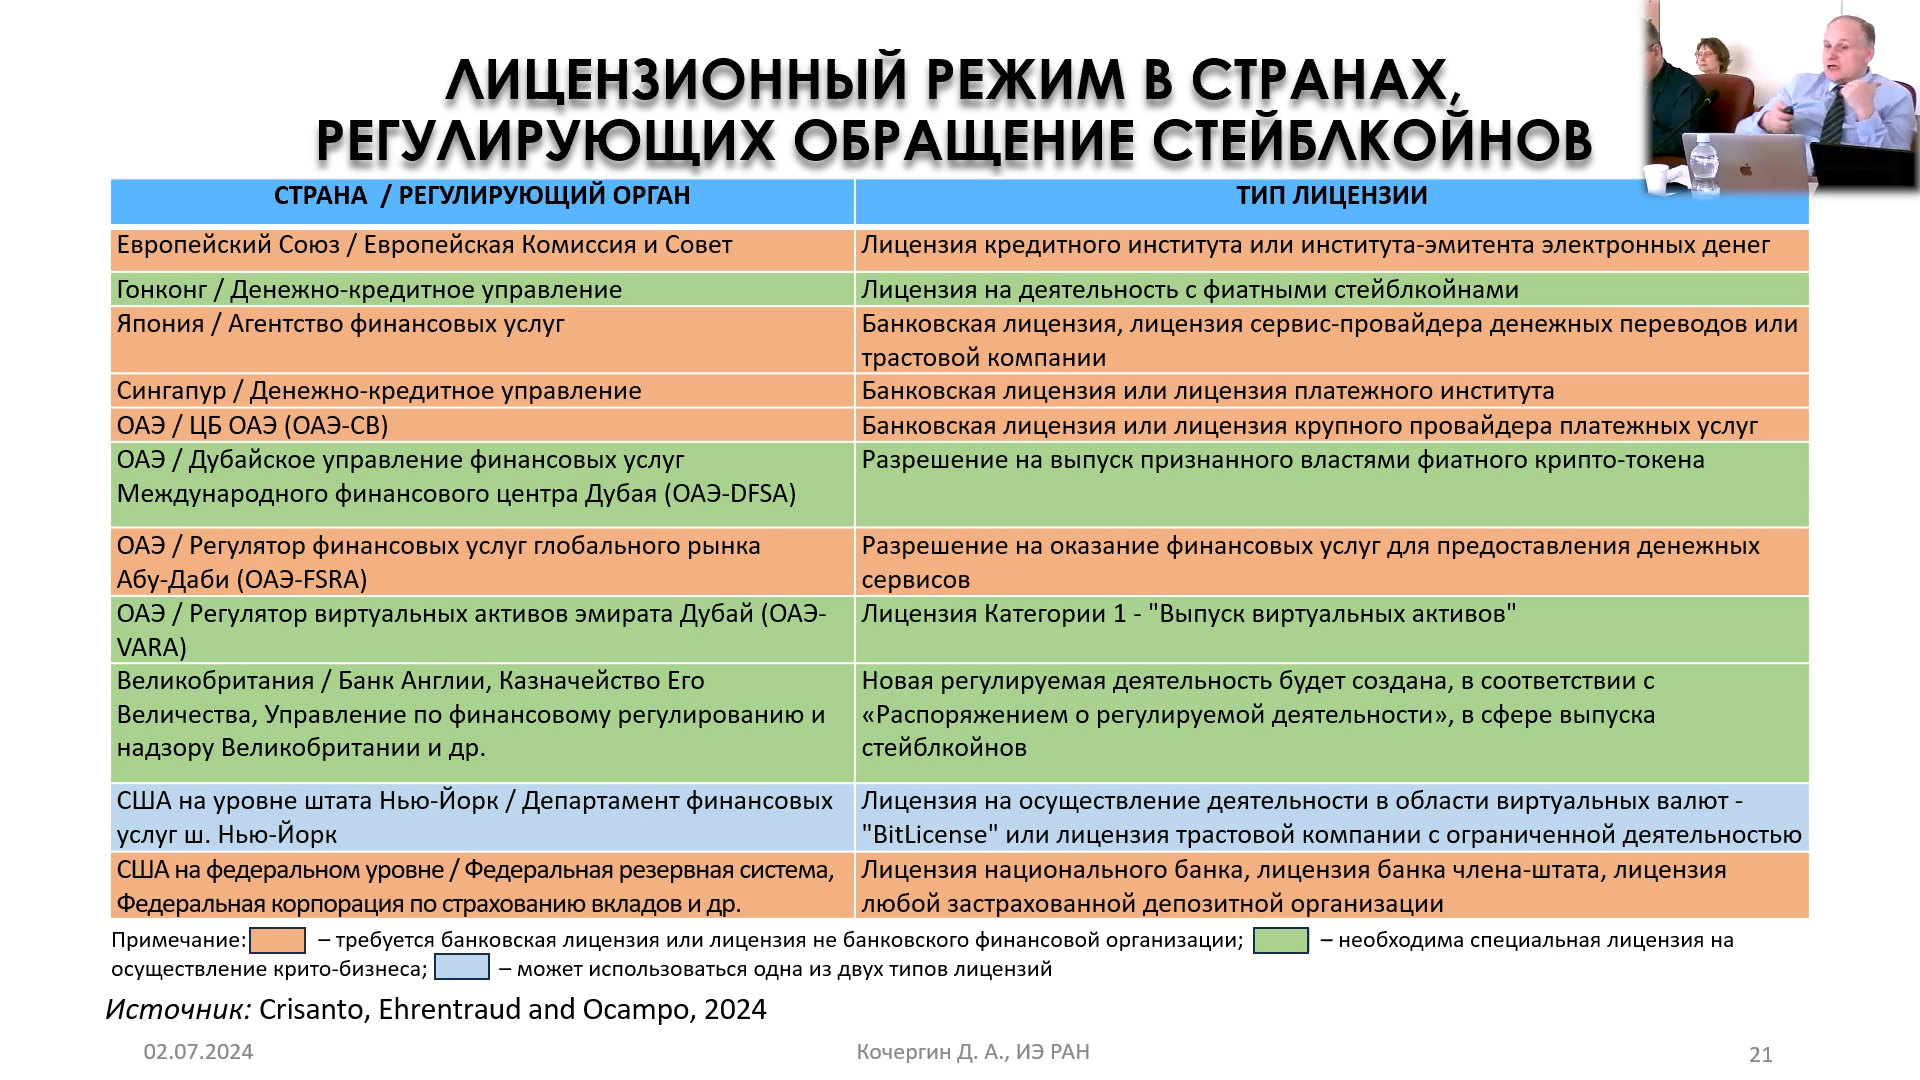 ЛИЦЕНЗИОННЫЙ РЕЖИМ В СТРАНАХ,
РЕГУЛИРУЮЩИХ ОБРАЩЕНИЕ СТЕЙБЛКОЙНОВ
СТРАНА / РЕГУЛИРУЮЩИЙ ОРГАН
ТИП ЛИЦЕНЗИИ
Европейский Союз / Европейская Комиссия и Совет
Лицензия кредитного института или института-эмитента электронных денег
Гонконг / Денежно-кредитное управление
Лицензия на деятельность с фиатными стейблкойнами
Япония / Агентство финансовых услуг
Банковская лицензия, лицензия сервис-провайдера денежных переводов или
трастовой компании
Сингапур / Денежно-кредитное управление
Банковская лицензия или лицензия платежного института
ОАЭ / ЦБ ОАЭ (ОАЭ-СВ)
Банковская лицензия или лицензия крупного провайдера платежных услуг
ОАЭ / Дубайское управление финансовых услуг
Международного финансового центра Дубая (ОАЭ-DFSA)
Разрешение на выпуск признанного властями фиатного крипто-токена
ОАЭ / Регулятор финансовых услуг глобального рынка
Абу-Даби (ОАЭ-FSRA)
Разрешение на оказание финансовых услуг для предоставления денежных
сервисов
ОАЭ / Регулятор виртуальных активов эмирата Дубай (ОАЭ-
VARA)
Лицензия Категории 1 - "Выпуск виртуальных активов"
Великобритания / Банк Англии, Казначейство Его
Величества, Управление по финансовому регулированию и
надзору Великобритании и др.
Новая регулируемая деятельность будет создана, в соответствии с
«Распоряжением о регулируемой деятельности», в сфере выпуска
стейблкойнов
США на уровне штата Нью-Йорк / Департамент финансовых
услуг ш. Нью-Йорк
Лицензия на осуществление деятельности в области виртуальных валют -
"BitLicense" или лицензия трастовой компании с ограниченной деятельностью
США на федеральном уровне / Федеральная резервная система,
Федеральная корпорация по страхованию вкладов и др.
Лицензия национального банка, лицензия банка члена-штата, лицензия
любой застрахованной депозитной организации
Примечание: – требуется банковская лицензия или лицензия не банковского финансовой организации; – необходима специальная лицензия на
осуществление крито-бизнеса; – может использоваться одна из двух типов лицензий
Источник: Crisanto, Ehrentraud and Ocampo, 2024
02.07.2024
Кочергин Д. А., ИЭ РАН
21